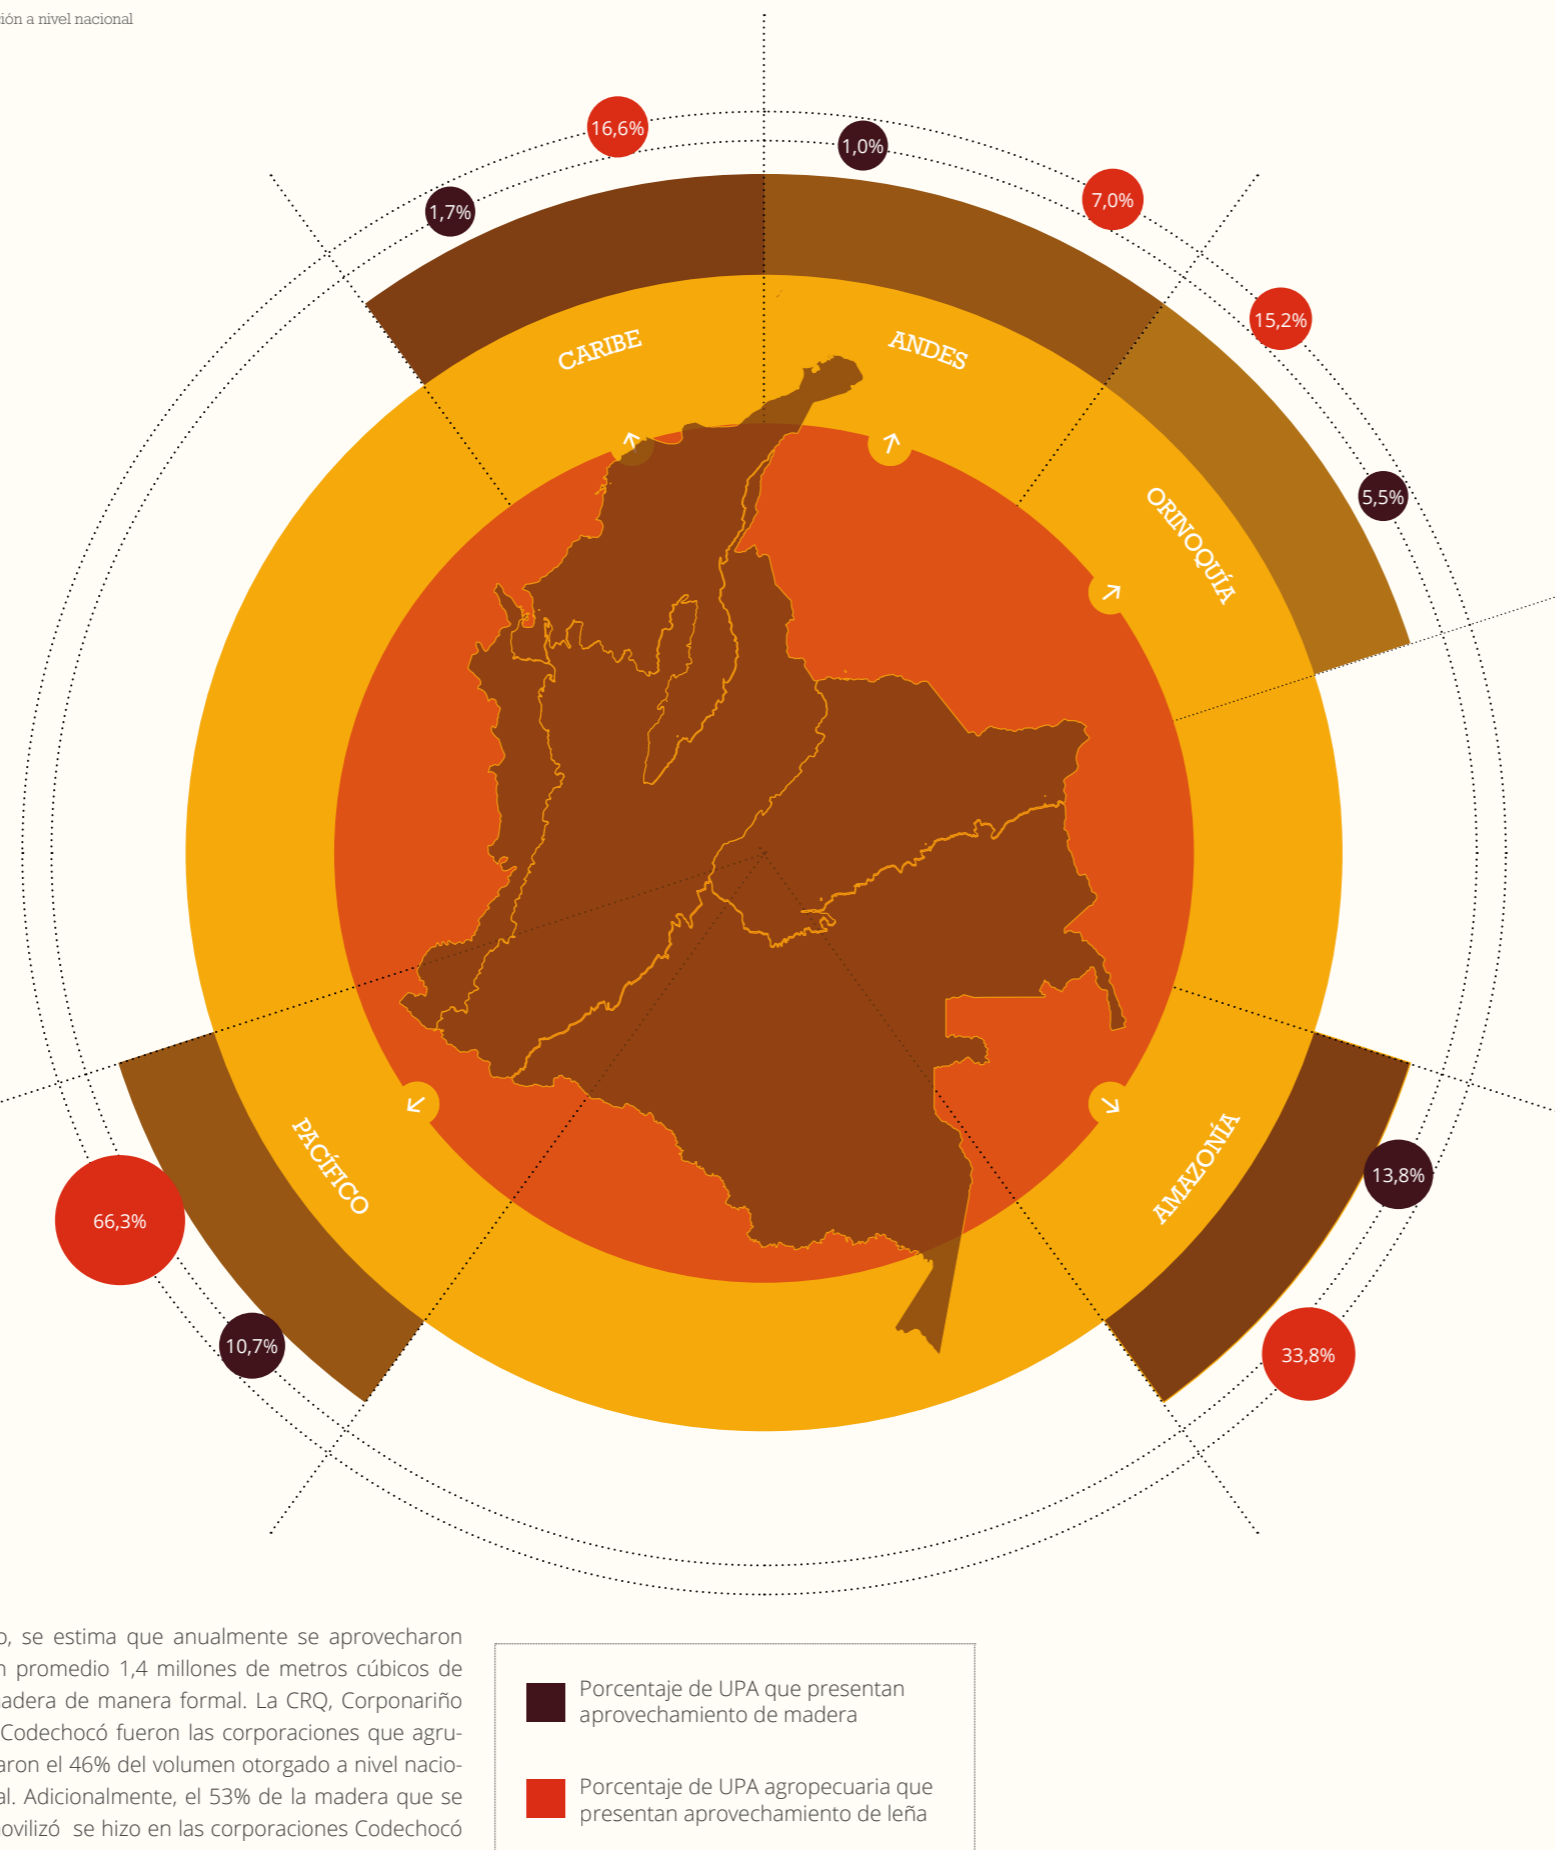 ción a nivel nacional
16,6%
1,0%
1,7%
7,0%
15,2%
5,5%
CARIBE
ANDES
ORINOQUÍA
PACÍFICO
AMAZONÍA
66,3%
10,7%
13,8%
33,8%
o, se estima que anualmente se aprovecharon
n promedio 1,4 millones de metros cúbicos de
adera de manera formal. La CRQ, Corponariño
Codechocó fueron las corporaciones que agru-
aron el 46% del volumen otorgado a nivel nacio-
al. Adicionalmente, el 53% de la madera que se
ovilizó se hizo en las corporaciones Codechocó
Porcentaje de UPA que presentan
aprovechamiento de madera
Porcentaje de UPA agropecuaria que
presentan aprovechamiento de leña